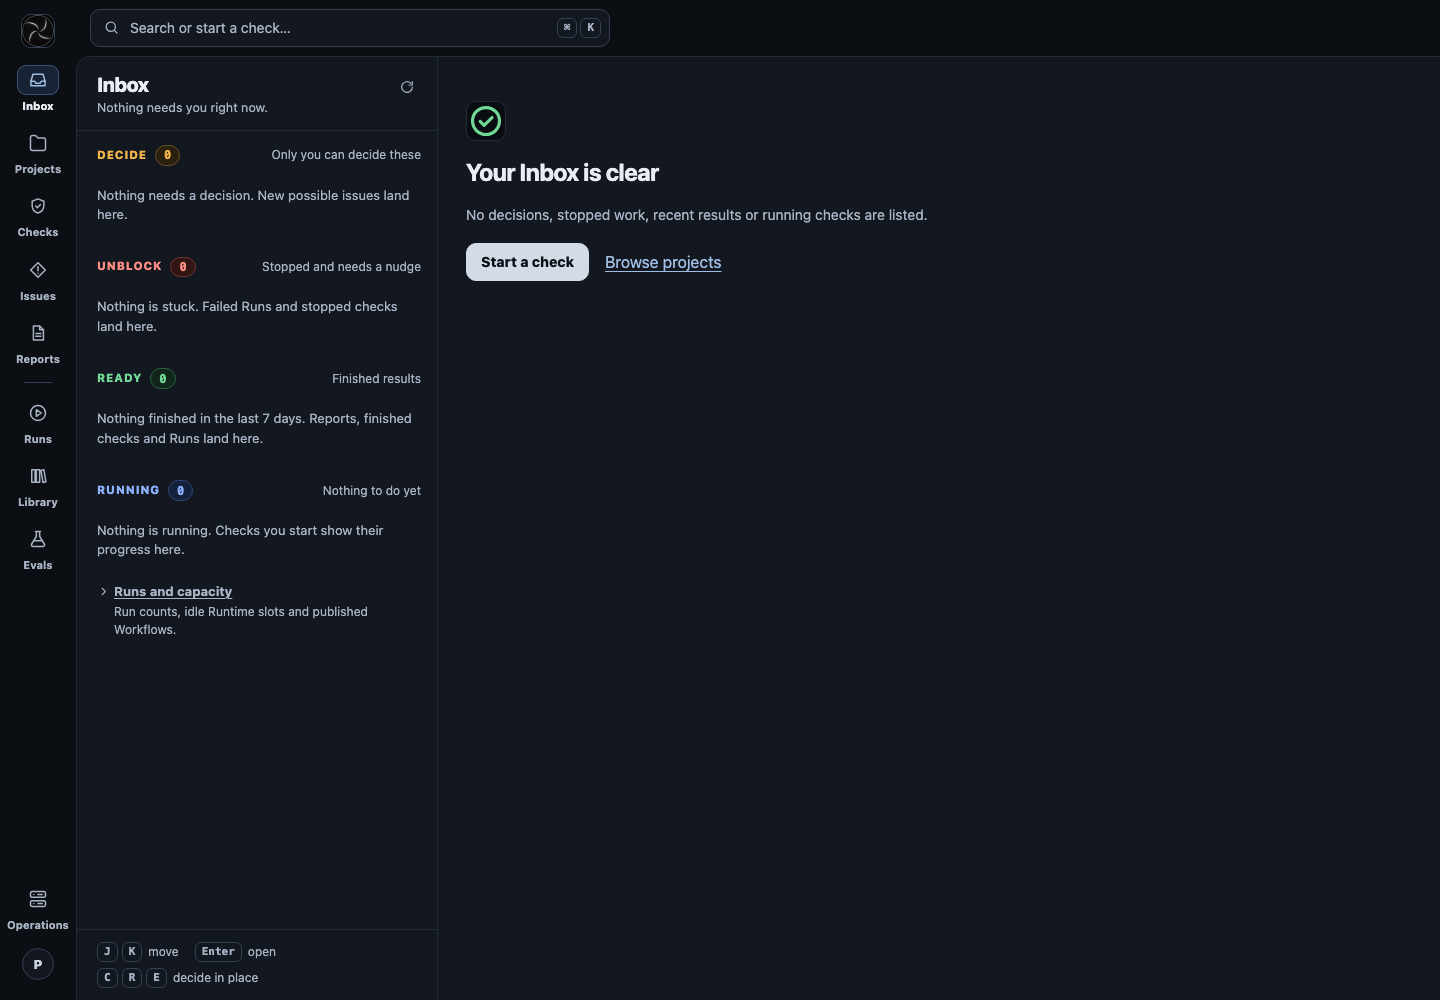 Search or start a check...
⌘ K
Inbox
Projects
Checks
Issues
Reports
Runs
Library
Evals
Operations
P
Inbox
Nothing needs you right now.
DECIDE 0 Only you can decide these
Nothing needs a decision. New possible issues land
here.
UNBLOCK 0 Stopped and needs a nudge
Nothing is stuck. Failed Runs and stopped checks
land here.
READY 0 Finished results
Nothing finished in the last 7 days. Reports, finished
checks and Runs land here.
RUNNING 0 Nothing to do yet
Nothing is running. Checks you start show their
progress here.
Runs and capacity
Run counts, idle Runtime slots and published
Workflows.
J K move Enter open
C R E decide in place
Your Inbox is clear
No decisions, stopped work, recent results or running checks are listed.
Start a check Browse projects